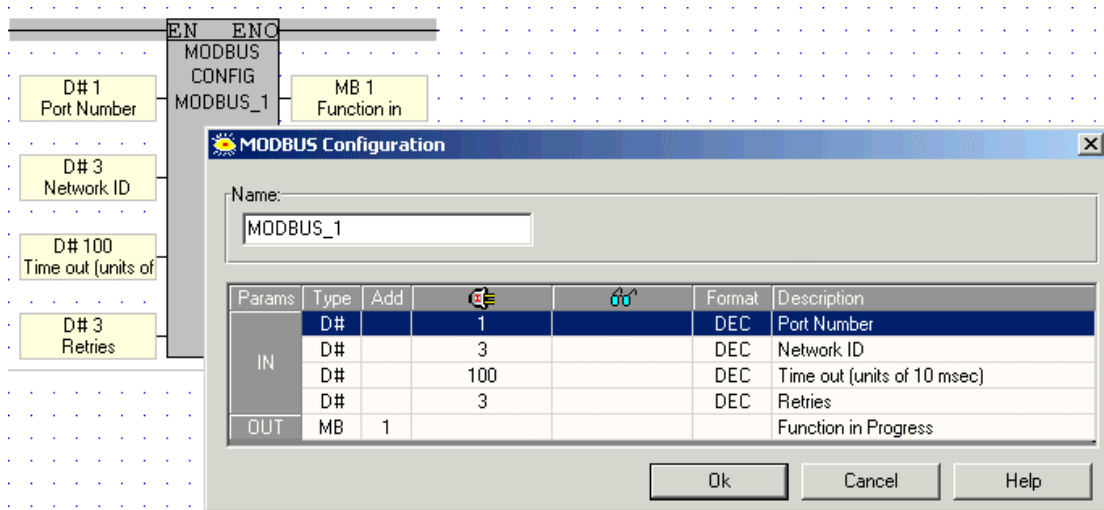 EN ENO
MODBUS
CONFIG
MODBUS_1
D# 1
Port Number
MB 1
Function in
D# 3
Network ID
D# 100
Time out (units of
D# 3
Retries
MODBUS Configuration
Name:
MODBUS_1
Params Type Add Format Description
IN D# 1 DEC Port Number
D# 3 DEC Network ID
D# 100 DEC Time out (units of 10 msec)
D# 3 DEC Retries
OUT MB 1 Function in Progress
Ok Cancel Help